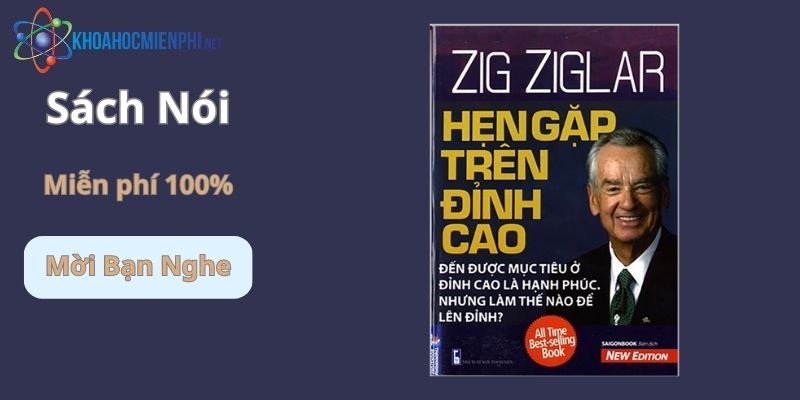 KHOAHOCMIENPHI.NET
Sách Nói
Miễn phí 100%
Mời Bạn Nghe
ZIG ZIGLAR
HẸN GẶP
TRÊN
ĐỈNH
CAO
ĐẾN ĐƯỢC MỤC TIÊU Ở
ĐỈNH CAO LÀ HẠNH PHÚC.
NHƯNG LÀM THẾ NÀO ĐỂ
LÊN ĐỈNH?
All Time
Best-selling
Book
SAIGONBOOK Biên dịch
NEW EDITION